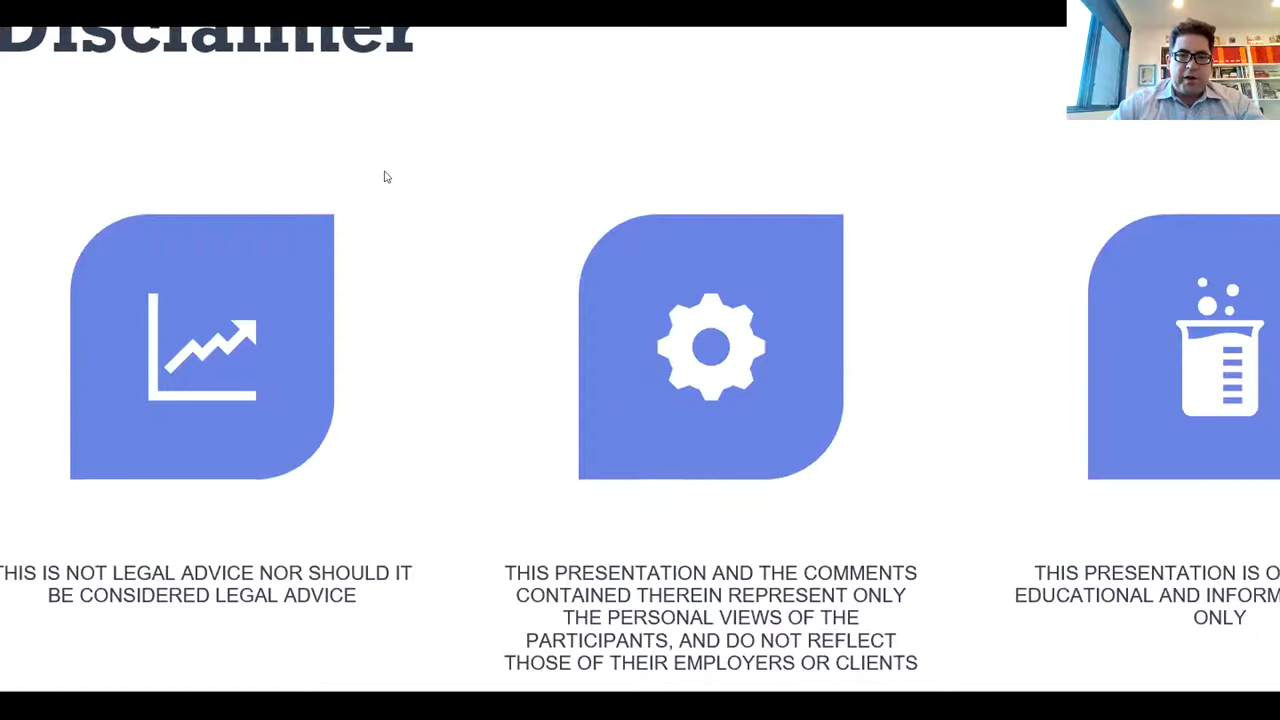 Disclaimer
THIS IS NOT LEGAL ADVICE NOR SHOULD IT
BE CONSIDERED LEGAL ADVICE
THIS PRESENTATION AND THE COMMENTS
CONTAINED THEREIN REPRESENT ONLY
THE PERSONAL VIEWS OF THE
PARTICIPANTS, AND DO NOT REFLECT
THOSE OF THEIR EMPLOYERS OR CLIENTS
THIS PRESENTATION IS
EDUCATIONAL AND
ONLY